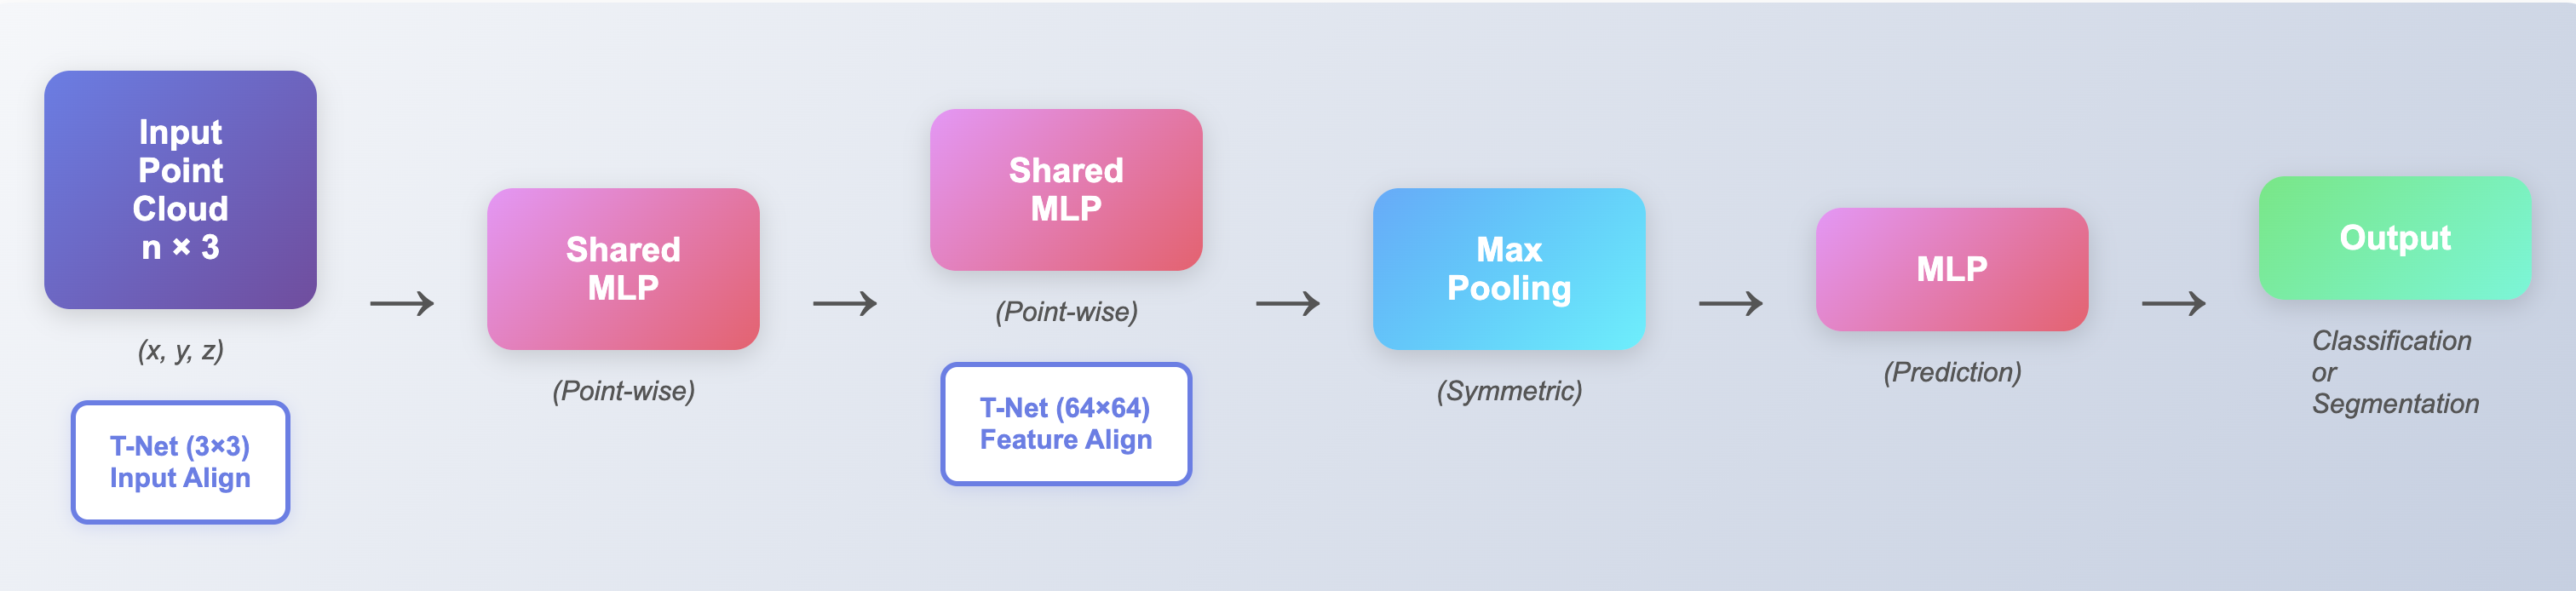 Input
Point
Cloud
n × 3
(x, y, z)
T-Net (3×3)
Input Align
→
Shared
MLP
(Point-wise)
→
Shared
MLP
(Point-wise)
T-Net (64×64)
Feature Align
→
Max
Pooling
(Symmetric)
→
MLP
(Prediction)
→
Output
Classification
or
Segmentation